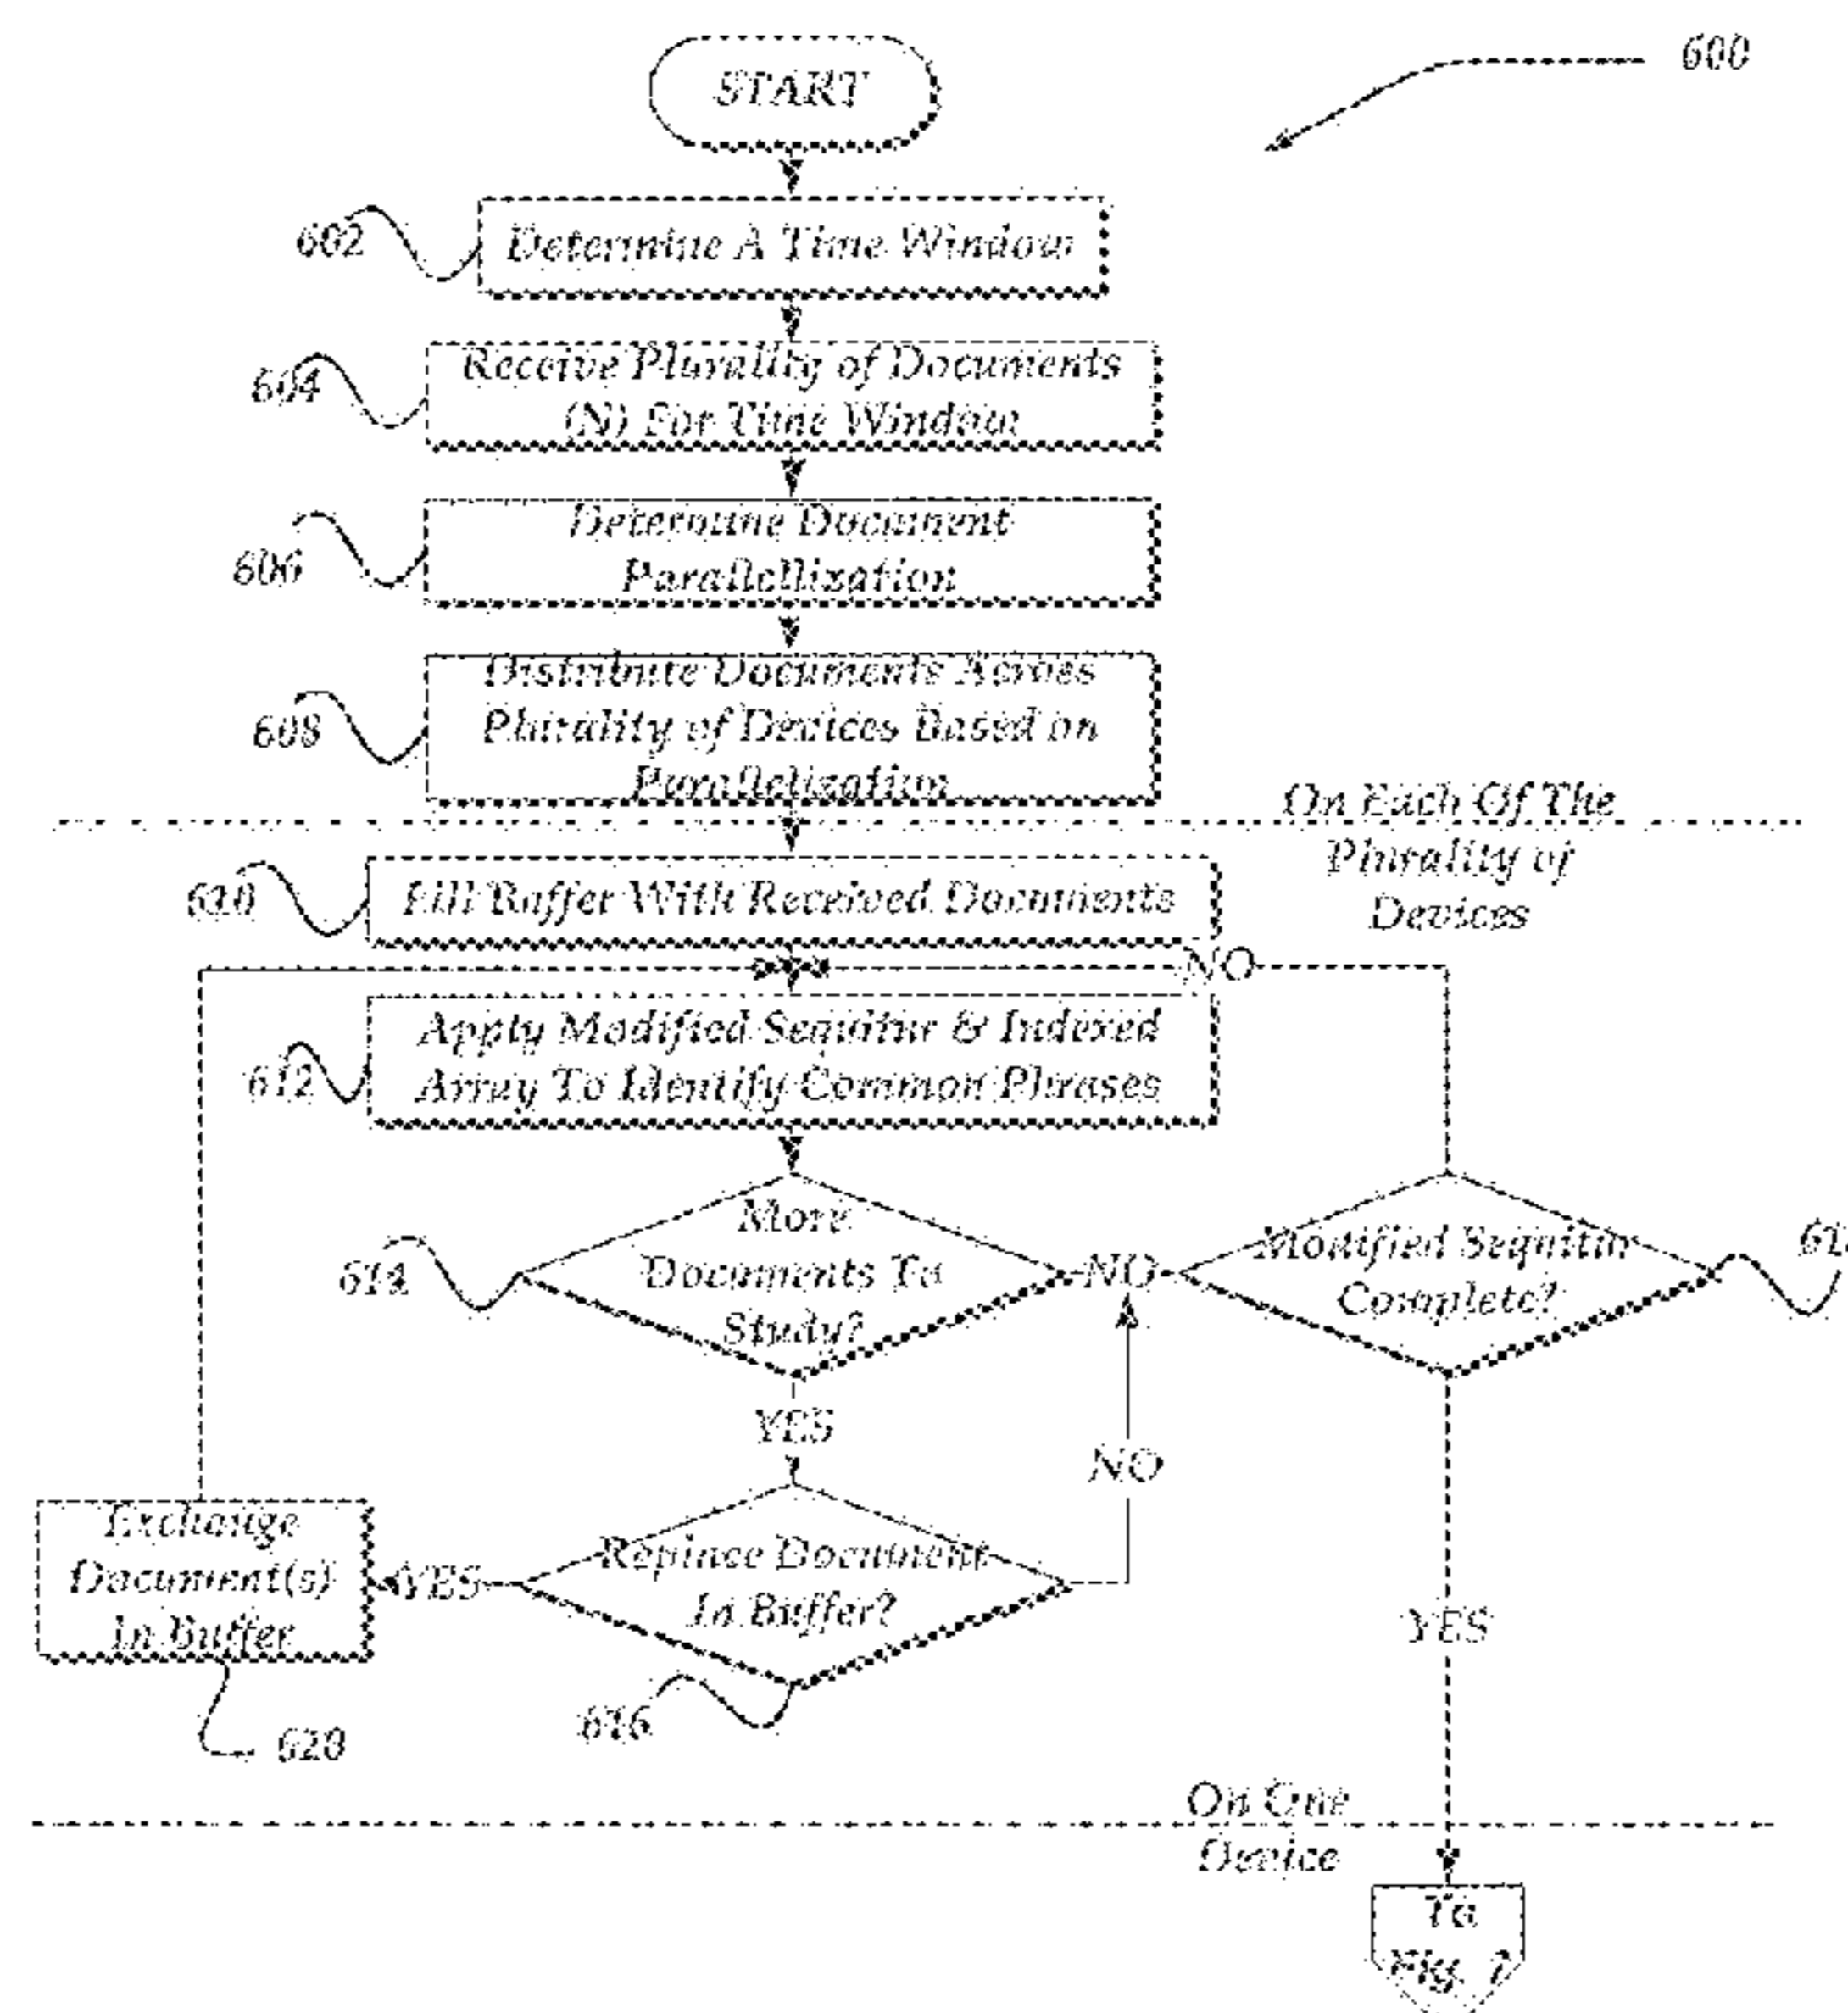 START
600
602
Determine A Time Window
604
Receive Plurality of Documents
(N) For Time Window
606
Determine Document
Parallellization
608
Distribute Documents Across
Plurality of Devices Based on
Parallelization
On Each Of The
Plurality of
Devices
610
Fill Buffer With Received Documents
NO
612
Apply Modified Sequitur & Indexed
Array To Identify Common Phrases
614
More
Documents To
Study?
NO
Modified Sequitur
Complete?
YES
NO
Exchange
Document(s)
In Buffer
YES
Replace Document
In Buffer?
YES
616
620
On One
Device
To
Fig. 7